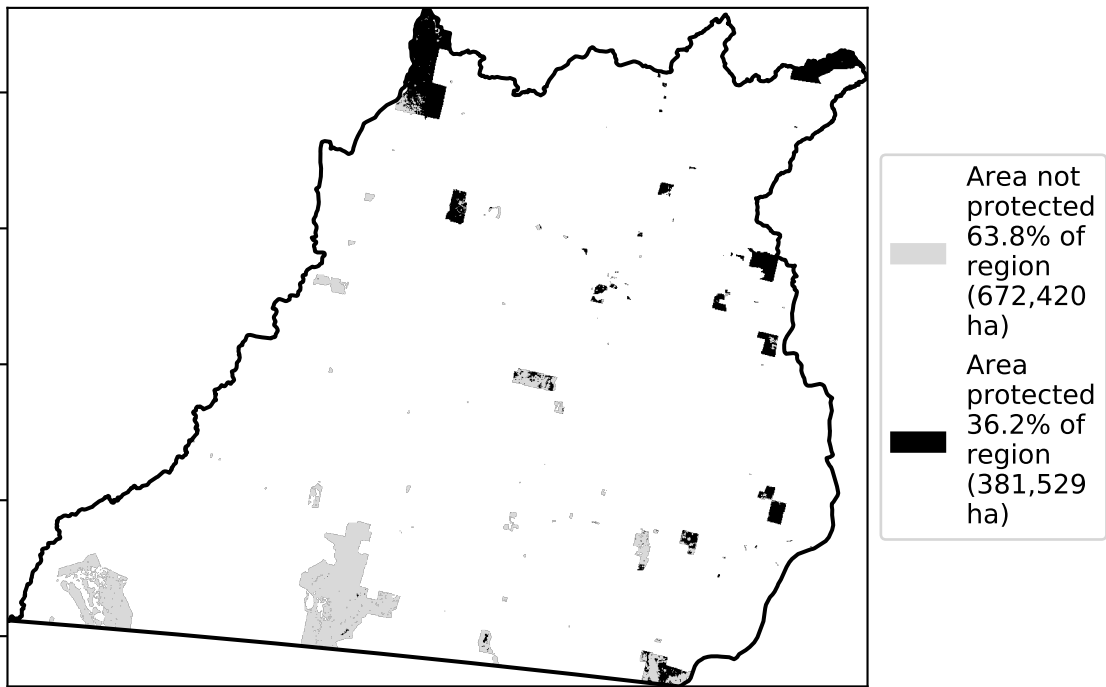 Area not
protected
63.8% of
region
(672,420
ha)
Area
protected
36.2% of
region
(381,529
ha)